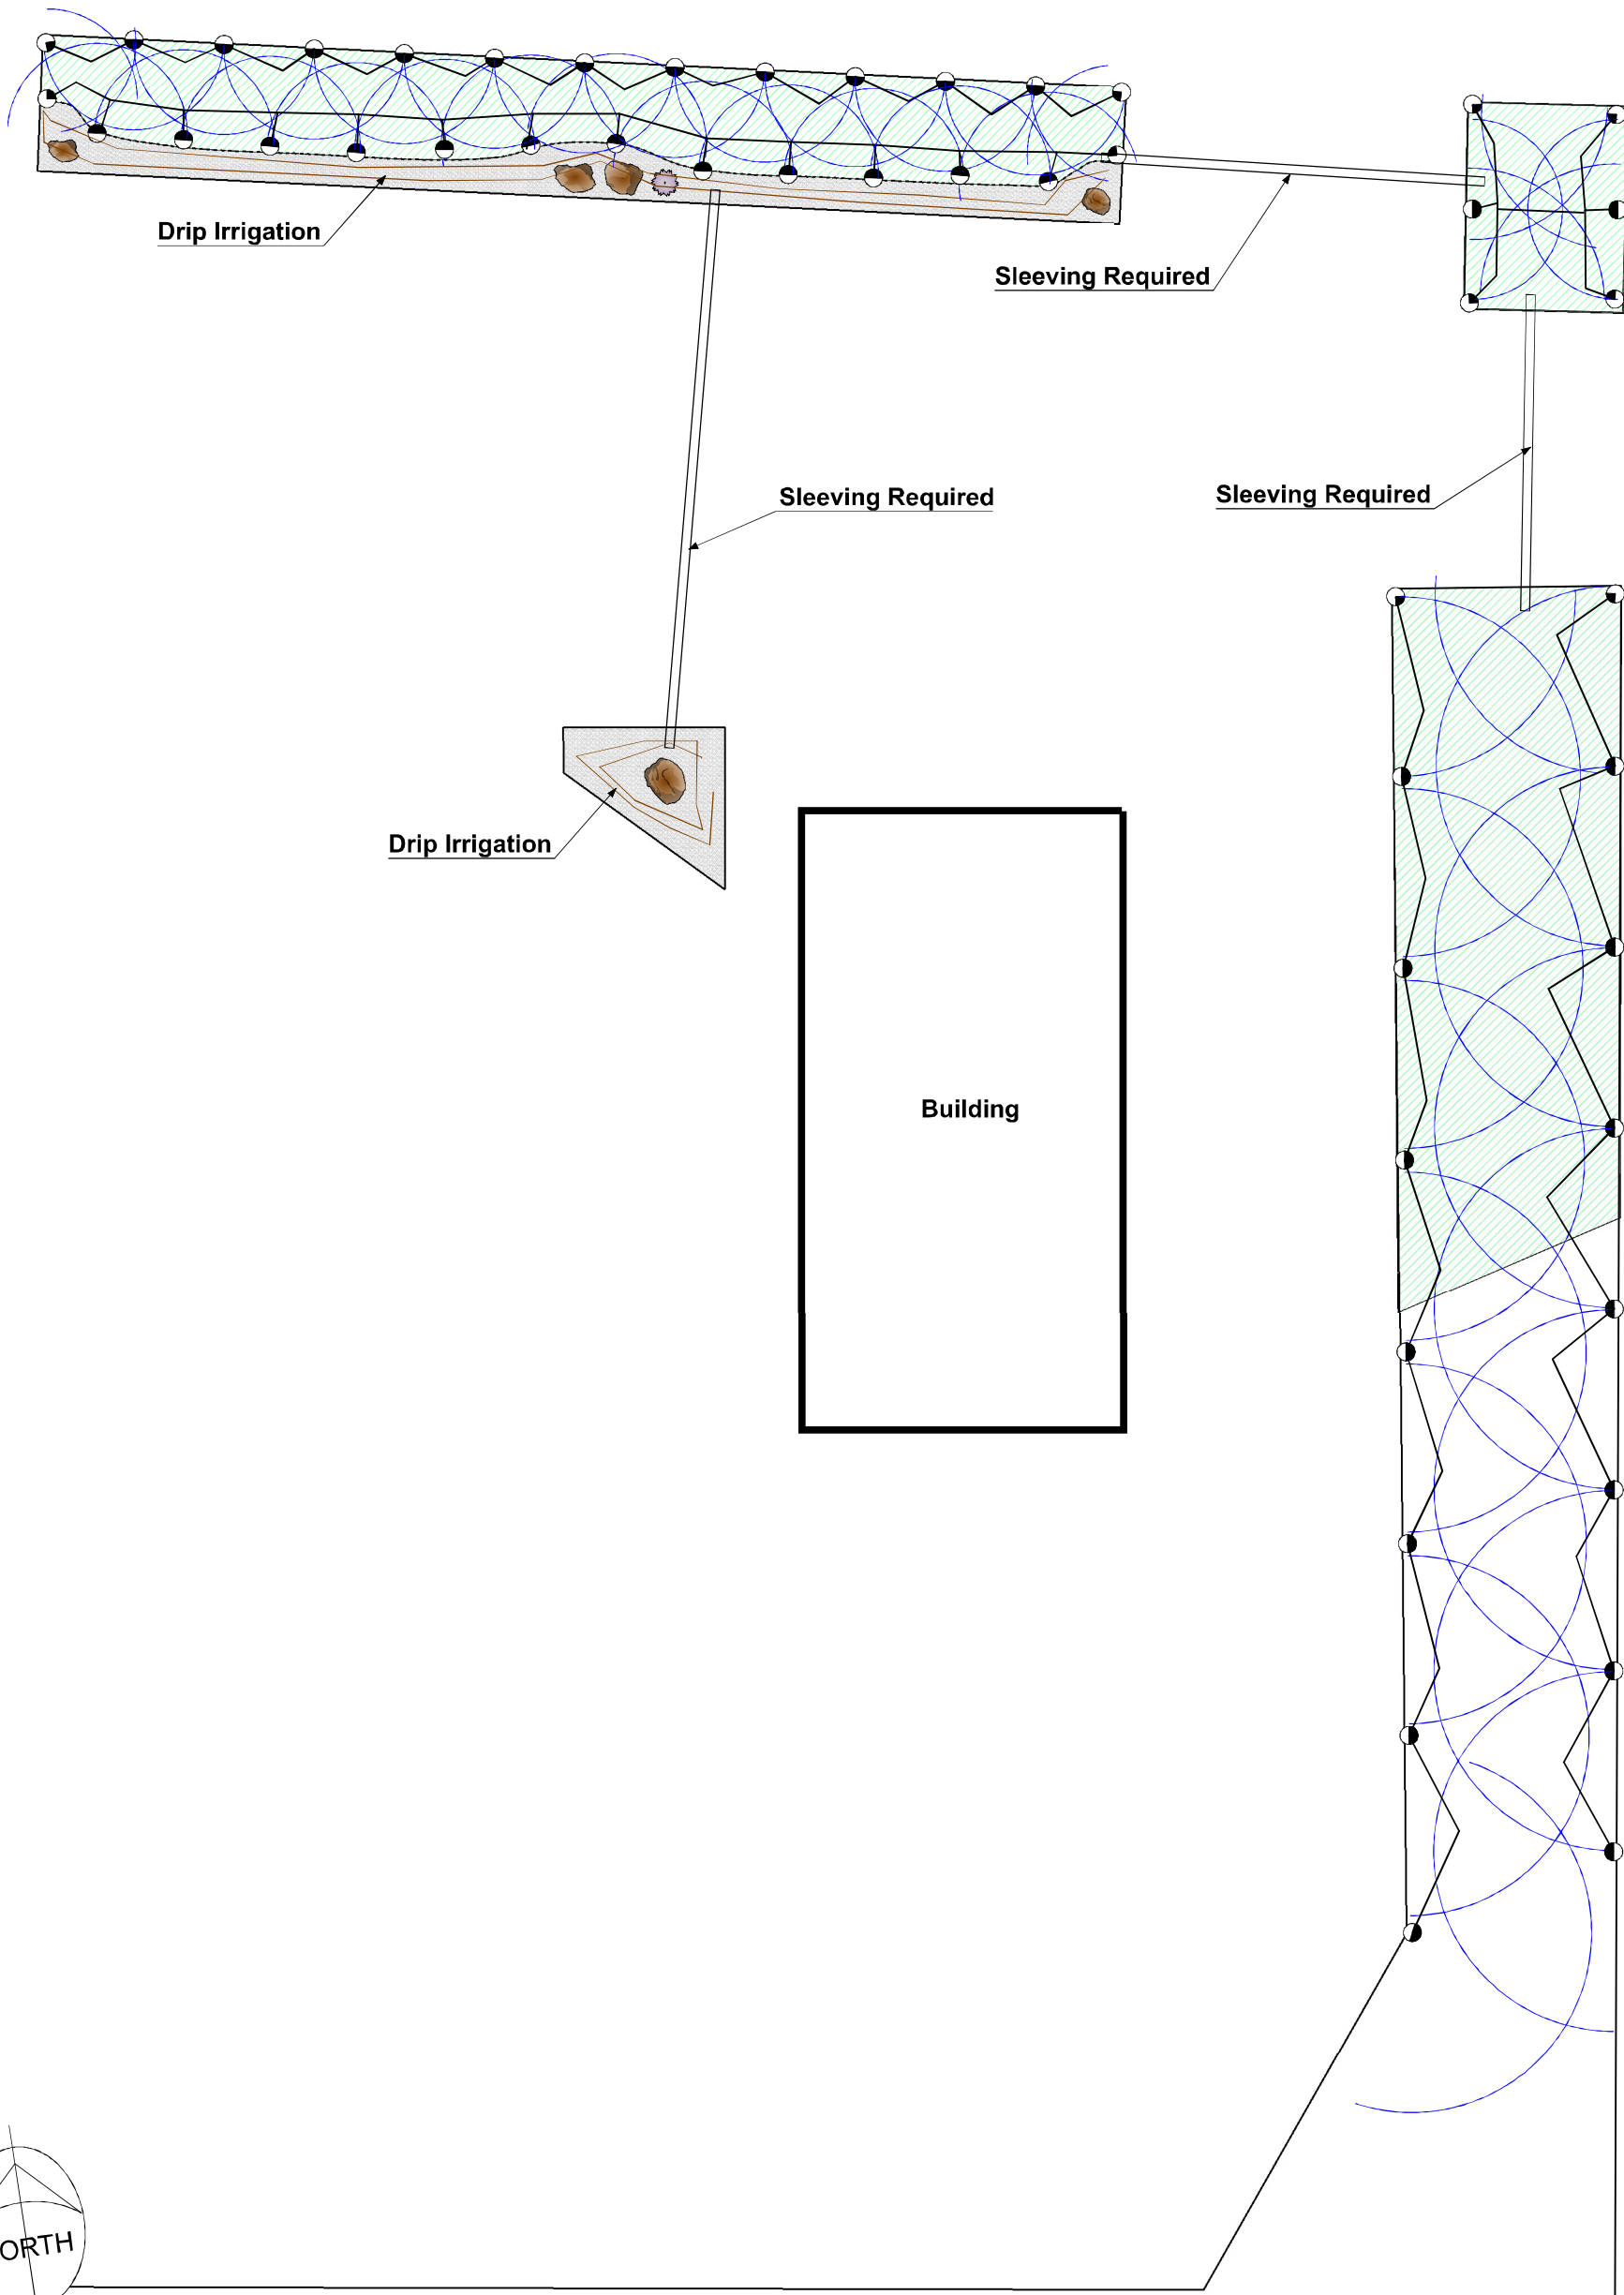 Drip Irrigation
Sleeving Required
Sleeving Required
Sleeving Required
Drip Irrigation
Building
ORTH